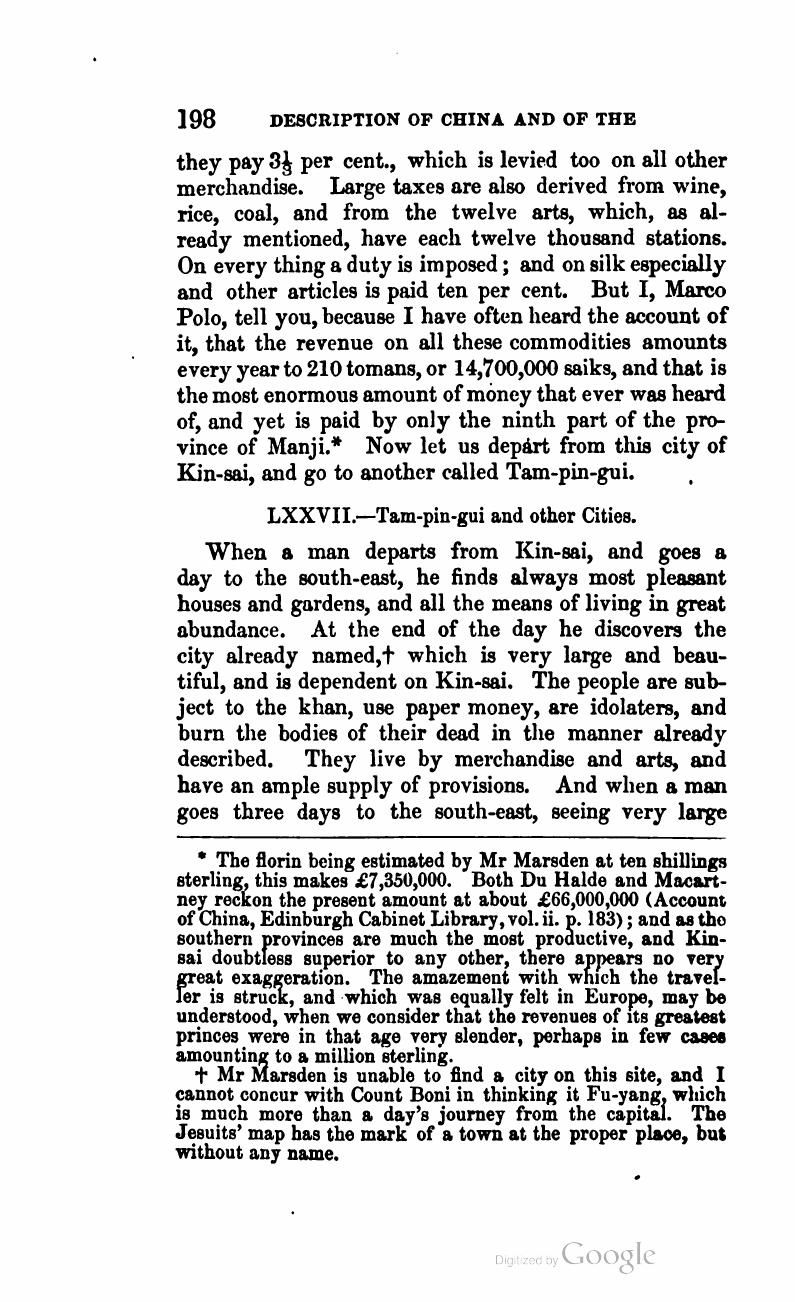 198 DESCRIPTION OF CHINA AND OF THE
they pay 3⅓ per cent., which is levied too on all other
merchandise. Large taxes are also derived from wine,
rice, coal, and from the twelve arts, which, as al-
ready mentioned, have each twelve thousand stations.
On every thing a duty is imposed; and on silk especially
and other articles is paid ten per cent. But I, Marco
Polo, tell you, because I have often heard the account of
it, that the revenue on all these commodities amounts
every year to 210 tomans, or 14,700,000 saiks, and that is
the most enormous amount of money that ever was heard
of, and yet is paid by only the ninth part of the pro-
vince of Manji.* Now let us depart from this city of
Kin-sai, and go to another called Tam-pin-gui.
LXXVII.—Tam-pin-gui and other Cities.
When a man departs from Kin-sai, and goes a
day to the south-east, he finds always most pleasant
houses and gardens, and all the means of living in great
abundance. At the end of the day he discovers the
city already named,† which is very large and beau-
tiful, and is dependent on Kin-sai. The people are sub-
ject to the khan, use paper money, are idolaters, and
burn the bodies of their dead in the manner already
described. They live by merchandise and arts, and
have an ample supply of provisions. And when a man
goes three days to the south-east, seeing very large
* The florin being estimated by Mr Marsden at ten shillings
sterling, this makes £7,350,000. Both Du Halde and Macart-
ney reckon the present amount at about £66,000,000 (Account
of China, Edinburgh Cabinet Library, vol. ii. p. 183); and as the
southern provinces are much the most productive, and Kin-
sai doubtless superior to any other, there appears no very
great exaggeration. The amazement with which the travel-
ler is struck, and which was equally felt in Europe, may be
understood, when we consider that the revenues of its greatest
princes were in that age very slender, perhaps in few cases
amounting to a million sterling.
† Mr Marsden is unable to find a city on this site, and I
cannot concur with Count Boni in thinking it Fu-yang, which
is much more than a day's journey from the capital. The
Jesuits' map has the mark of a town at the proper place, but
without any name.
Digitized by Google